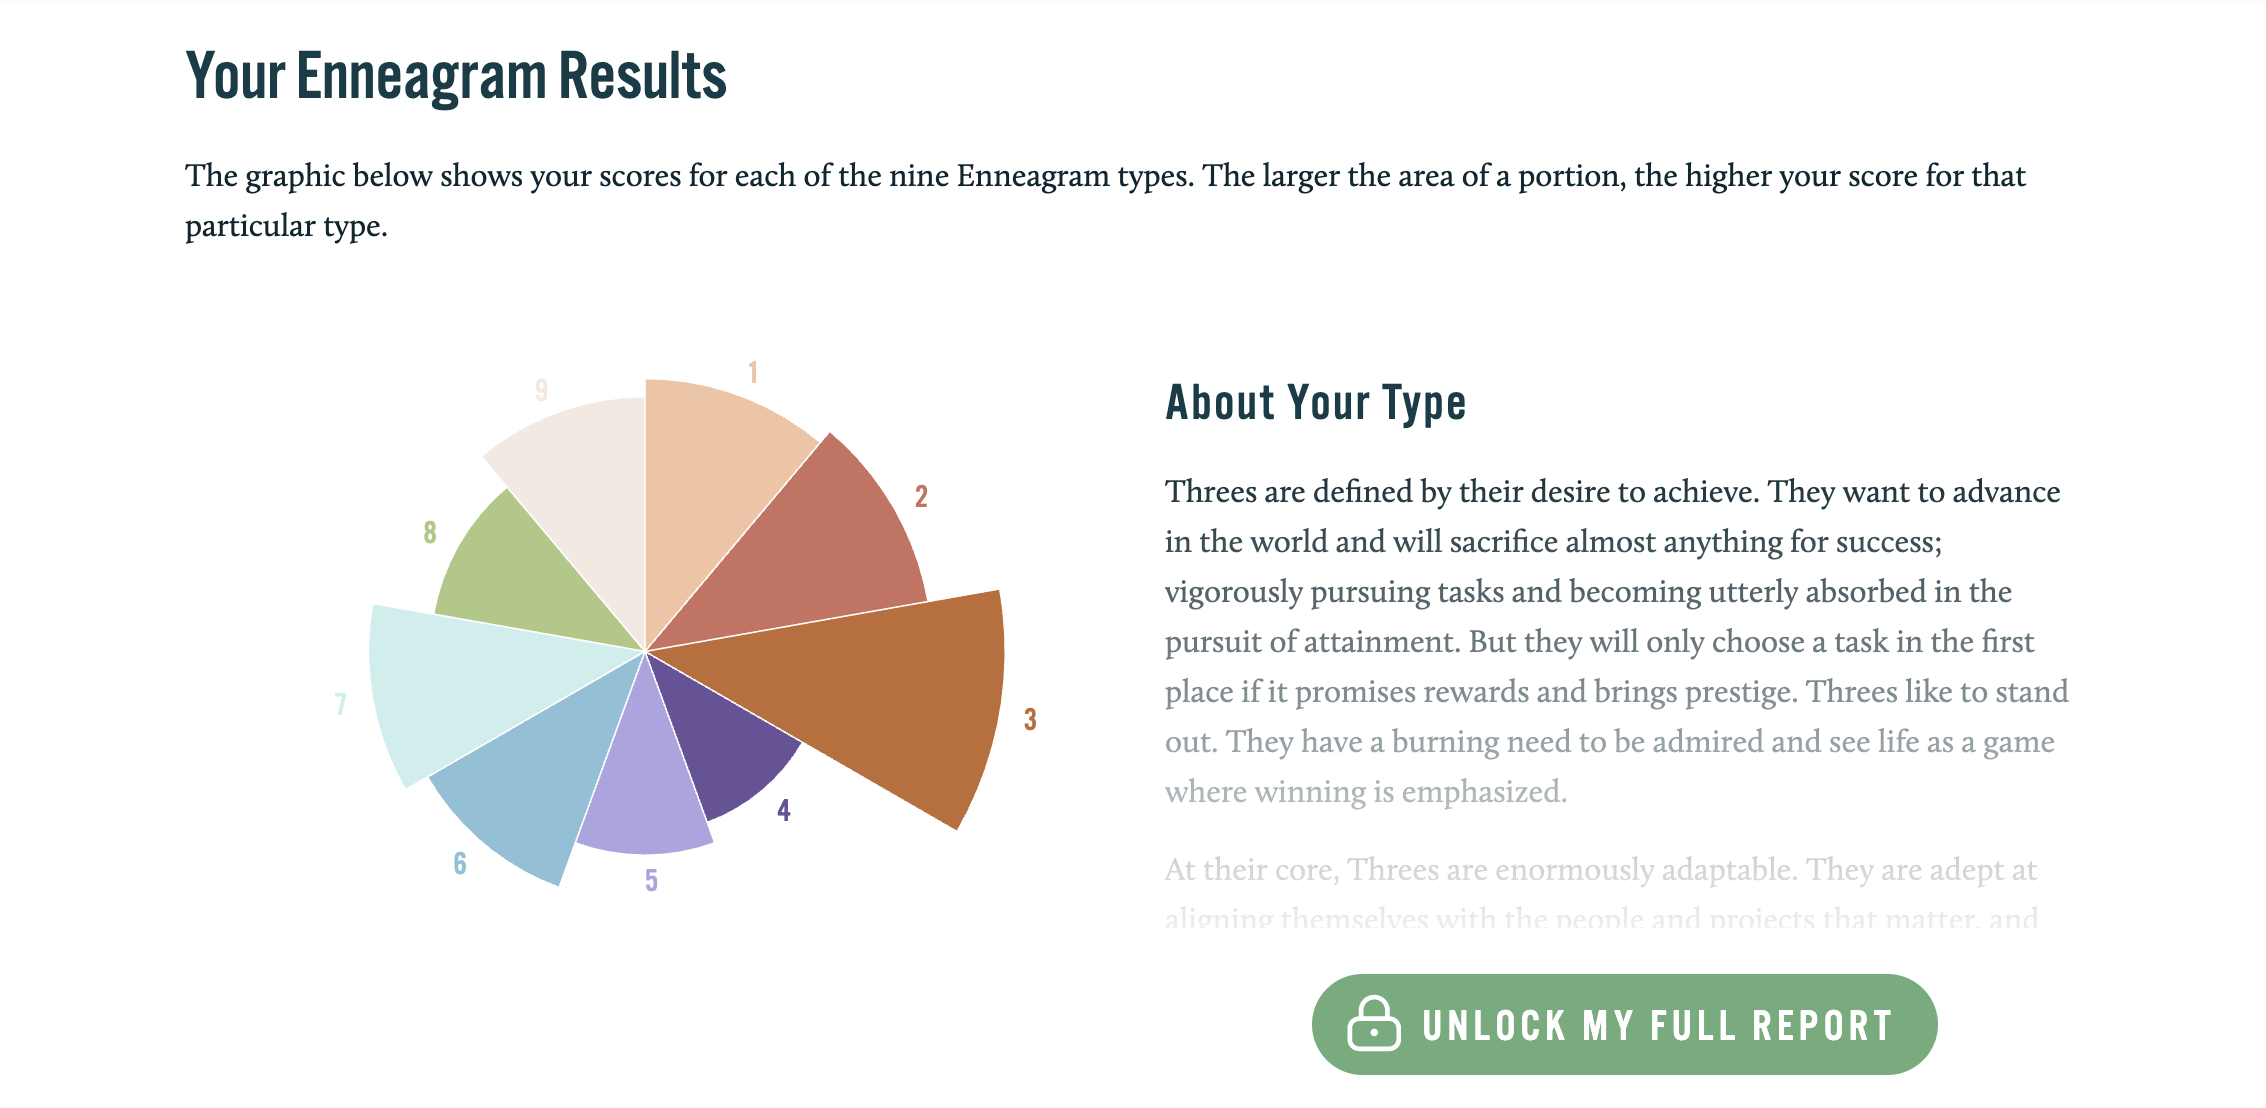 Your Enneagram Results
The graphic below shows your scores for each of the nine Enneagram types. The larger the area of a portion, the higher your score for that
particular type.
1
2
3
4
5
6
7
8
9
About Your Type
Threes are defined by their desire to achieve. They want to advance
in the world and will sacrifice almost anything for success;
vigorously pursuing tasks and becoming utterly absorbed in the
pursuit of attainment. But they will only choose a task in the first
place if it promises rewards and brings prestige. Threes like to stand
out. They have a burning need to be admired and see life as a game
where winning is emphasized.
At their core, Threes are enormously adaptable. They are adept at
aligning themselves with the people and projects that matter, and
UNLOCK MY FULL REPORT